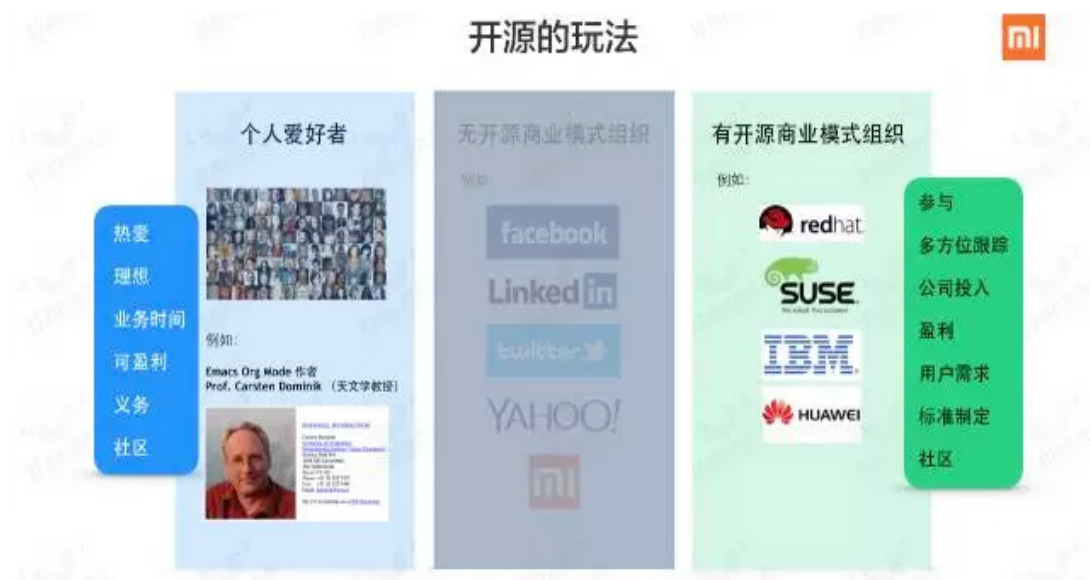 开源的玩法
个人爱好者
热爱
理想
业务时间
可盈利
义务
社区
例如:
Emacs Org Mode 作者
Prof. Carsten Dominik （天文学教授）
无开源商业模式组织
例如:
facebook
Linked in
twitter
YAHOO!
mi
有开源商业模式组织
例如:
redhat.
SUSE
IBM
HUAWEI
参与
多方位跟踪
公司投入
盈利
用户需求
标准制定
社区
mi